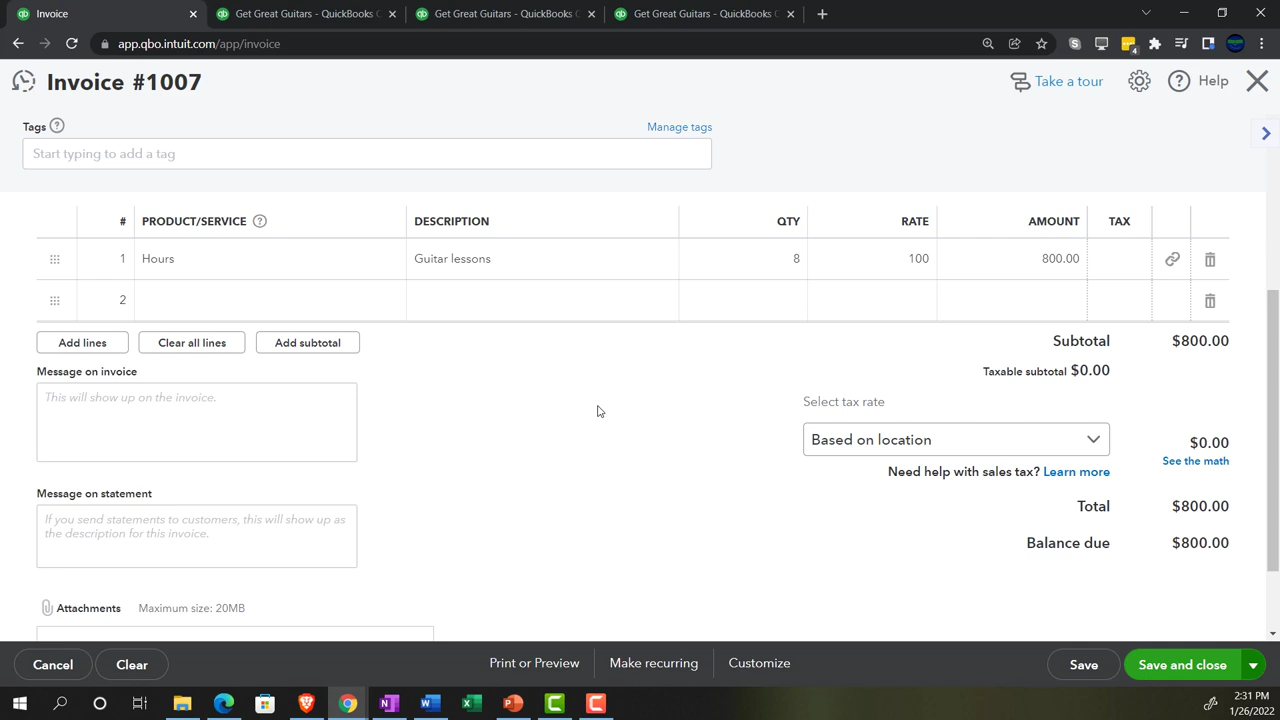 Invoice
Get Great Guitars - QuickBooks C
Get Great Guitars - QuickBooks C
Get Great Guitars - QuickBooks C
app.qbo.intuit.com/app/invoice
4
Invoice #1007
Take a tour
Help
Tags
Manage tags
Start typing to add a tag
# PRODUCT/SERVICE DESCRIPTION QTY RATE AMOUNT TAX
1 Hours Guitar lessons 8 100 800.00
2
Add lines Clear all lines Add subtotal
Subtotal $800.00
Message on invoice
Taxable subtotal $0.00
This will show up on the invoice.
Select tax rate
Based on location
$0.00
See the math
Need help with sales tax? Learn more
Message on statement
Total $800.00
If you send statements to customers, this will show up as
the description for this invoice.
Balance due $800.00
Attachments Maximum size: 20MB
Cancel Clear Print or Preview Make recurring Customize Save Save and close
2:31 PM
1/26/2022